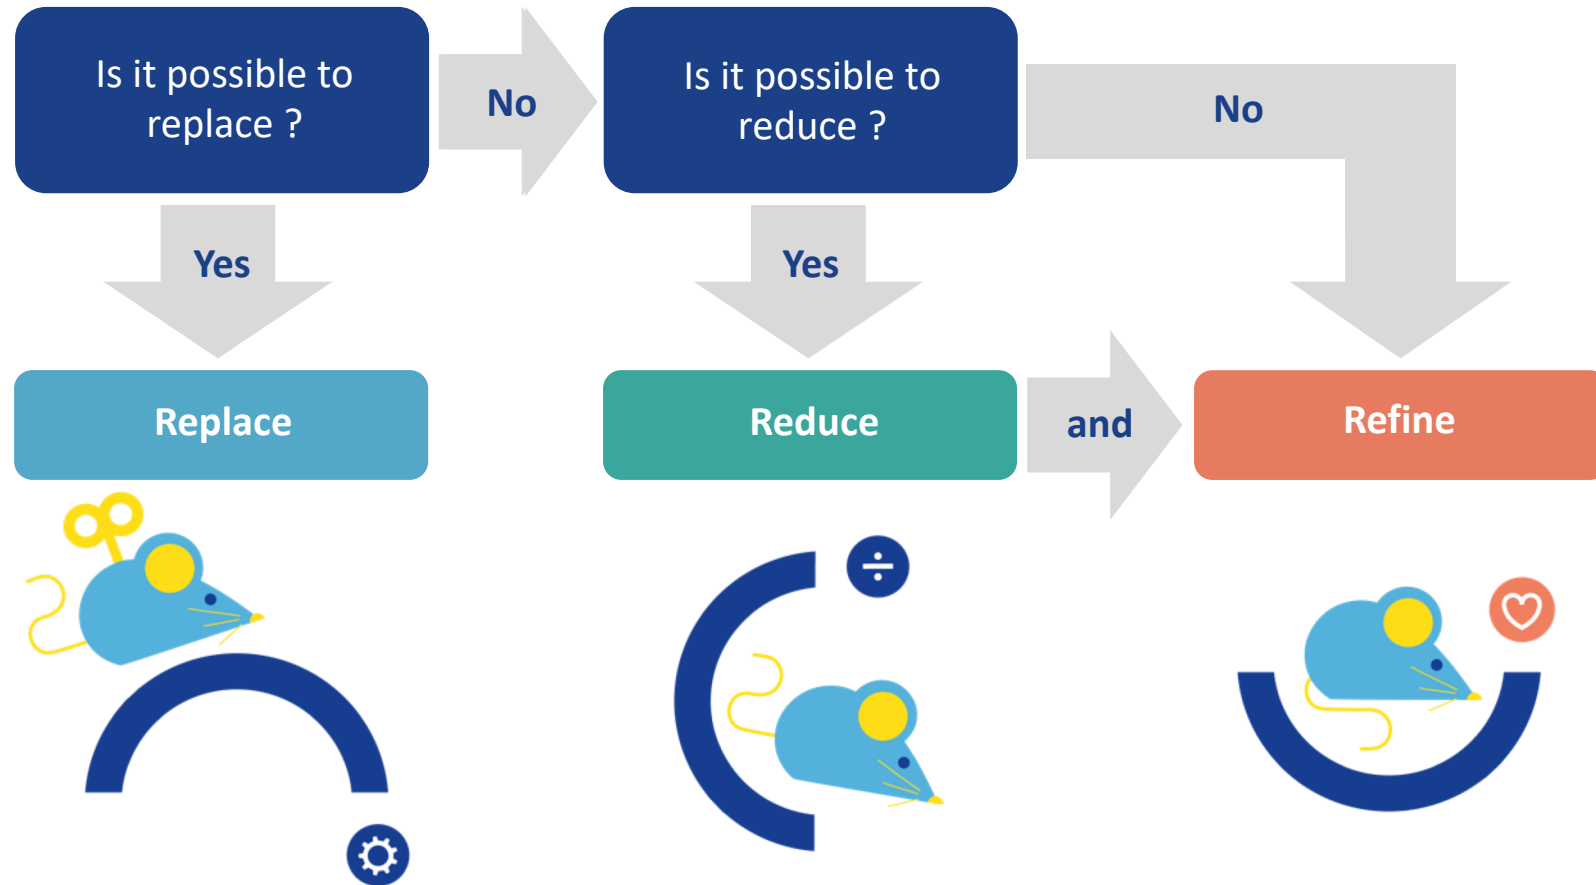 Is it possible to
replace ?
No
Is it possible to
reduce ?
No
Yes
Yes
Replace
Reduce
and
Refine